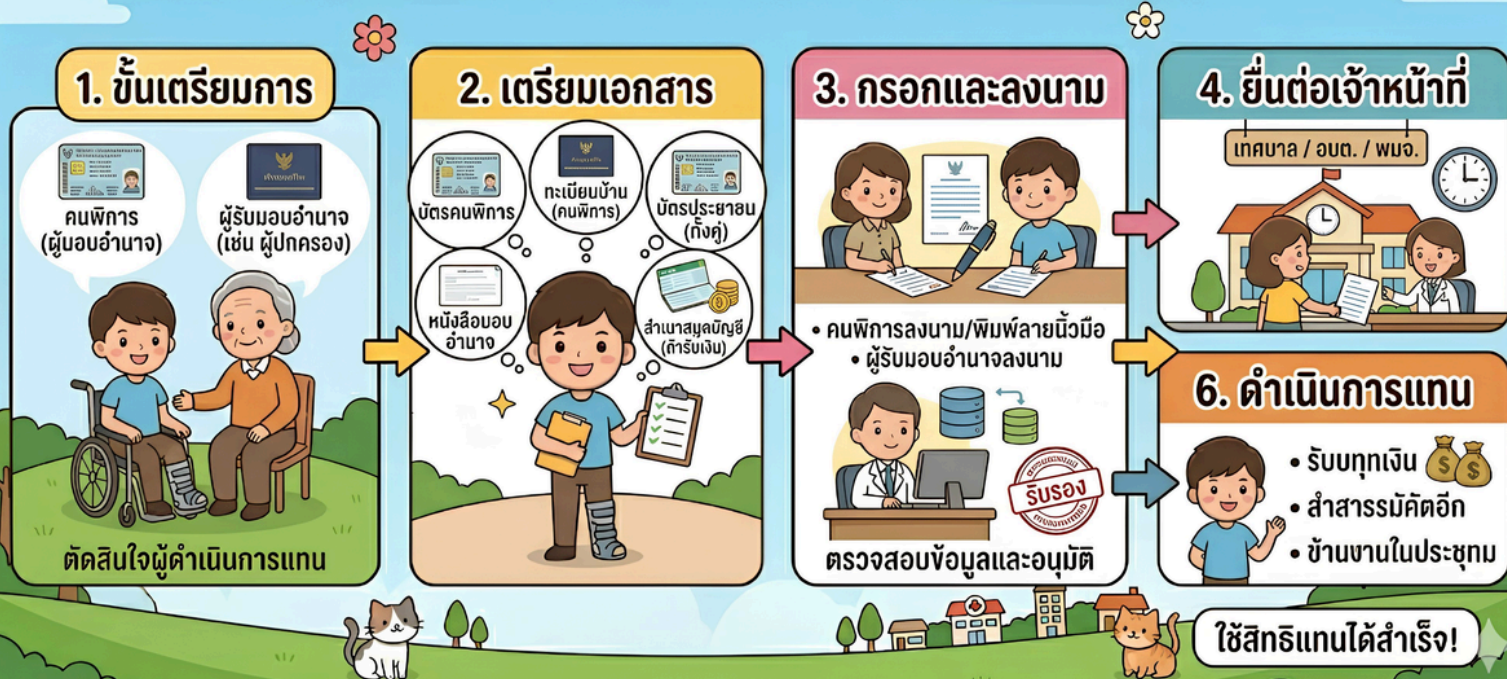 1. ขั้นเตรียมการ
คนพิการ
(ผู้มอบอำนาจ)
ผู้รับมอบอำนาจ
(เช่น ผู้ปกครอง)
ตัดสินใจผู้ดำเนินการแทน
2. เตรียมเอกสาร
บัตรคนพิการ
ทะเบียนบ้าน
(คนพิการ)
บัตรประชาชน
(ทั้งคู่)
หนังสือมอบ
อำนาจ
สำเนาสมุดบัญชี
(ถ้ารับเงิน)
3. กรอกและลงนาม
• คนพิการลงนาม/พิมพ์ลายนิ้วมือ
• ผู้รับมอบอำนาจลงนาม
รับรอง
ตรวจสอบข้อมูลและอนุมัติ
4. ยื่นต่อเจ้าหน้าที่
เทศบาล / อบต. / พมจ.
6. ดำเนินการแทน
• รับบทุทเงิน
• สำสารรมัคัตอีก
• ข้านงานในประชุทม
ใช้สิทธิแทนได้สำเร็จ!